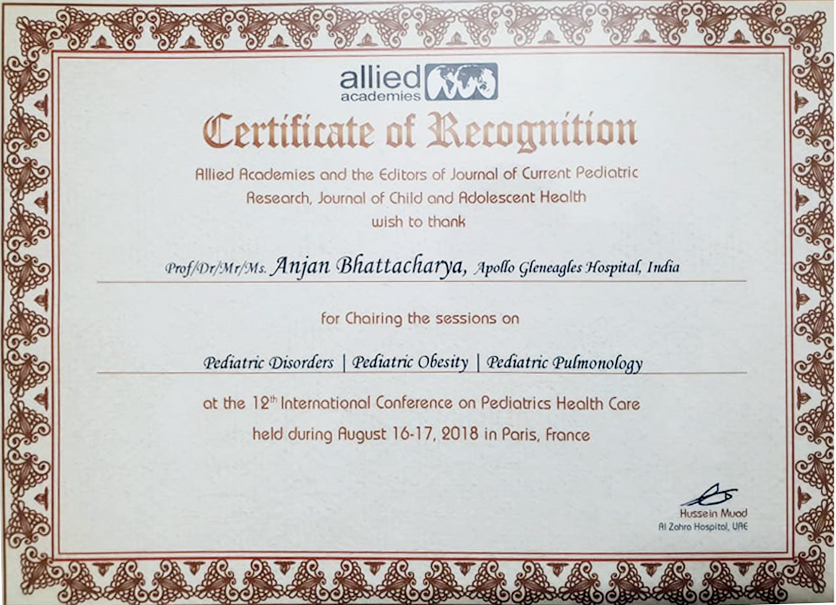 allied
academies
Certificate of Recognition
Allied Academies and the Editors of Journal of Current Pediatric
Research, Journal of Child and Adolescent Health
wish to thank
Prof/Dr/Mr/Ms. Anjan Bhattacharya, Apollo Gleneagles Hospital, India
for Chairing the sessions on
Pediatric Disorders | Pediatric Obesity | Pediatric Pulmonology
at the 12th International Conference on Pediatrics Health Care
held during August 16-17, 2018 in Paris, France
Hussein Muad
Al Zahra Hospital, UAE